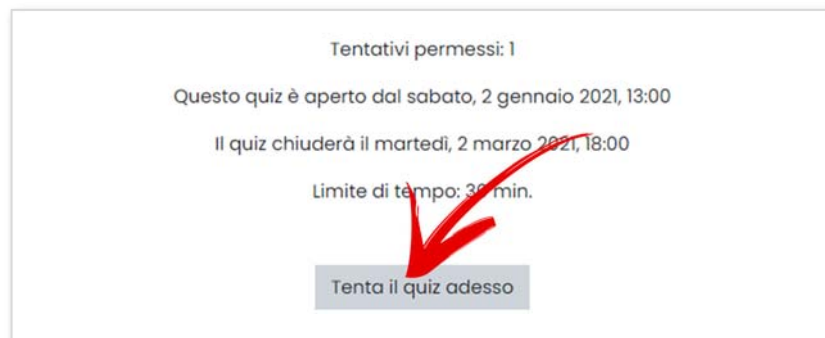 Tentativi permessi: 1
Questo quiz è aperto dal sabato, 2 gennaio 2021, 13:00
Il quiz chiuderà il martedì, 2 marzo 2021, 18:00
Limite di tempo: 30 min.
Tenta il quiz adesso